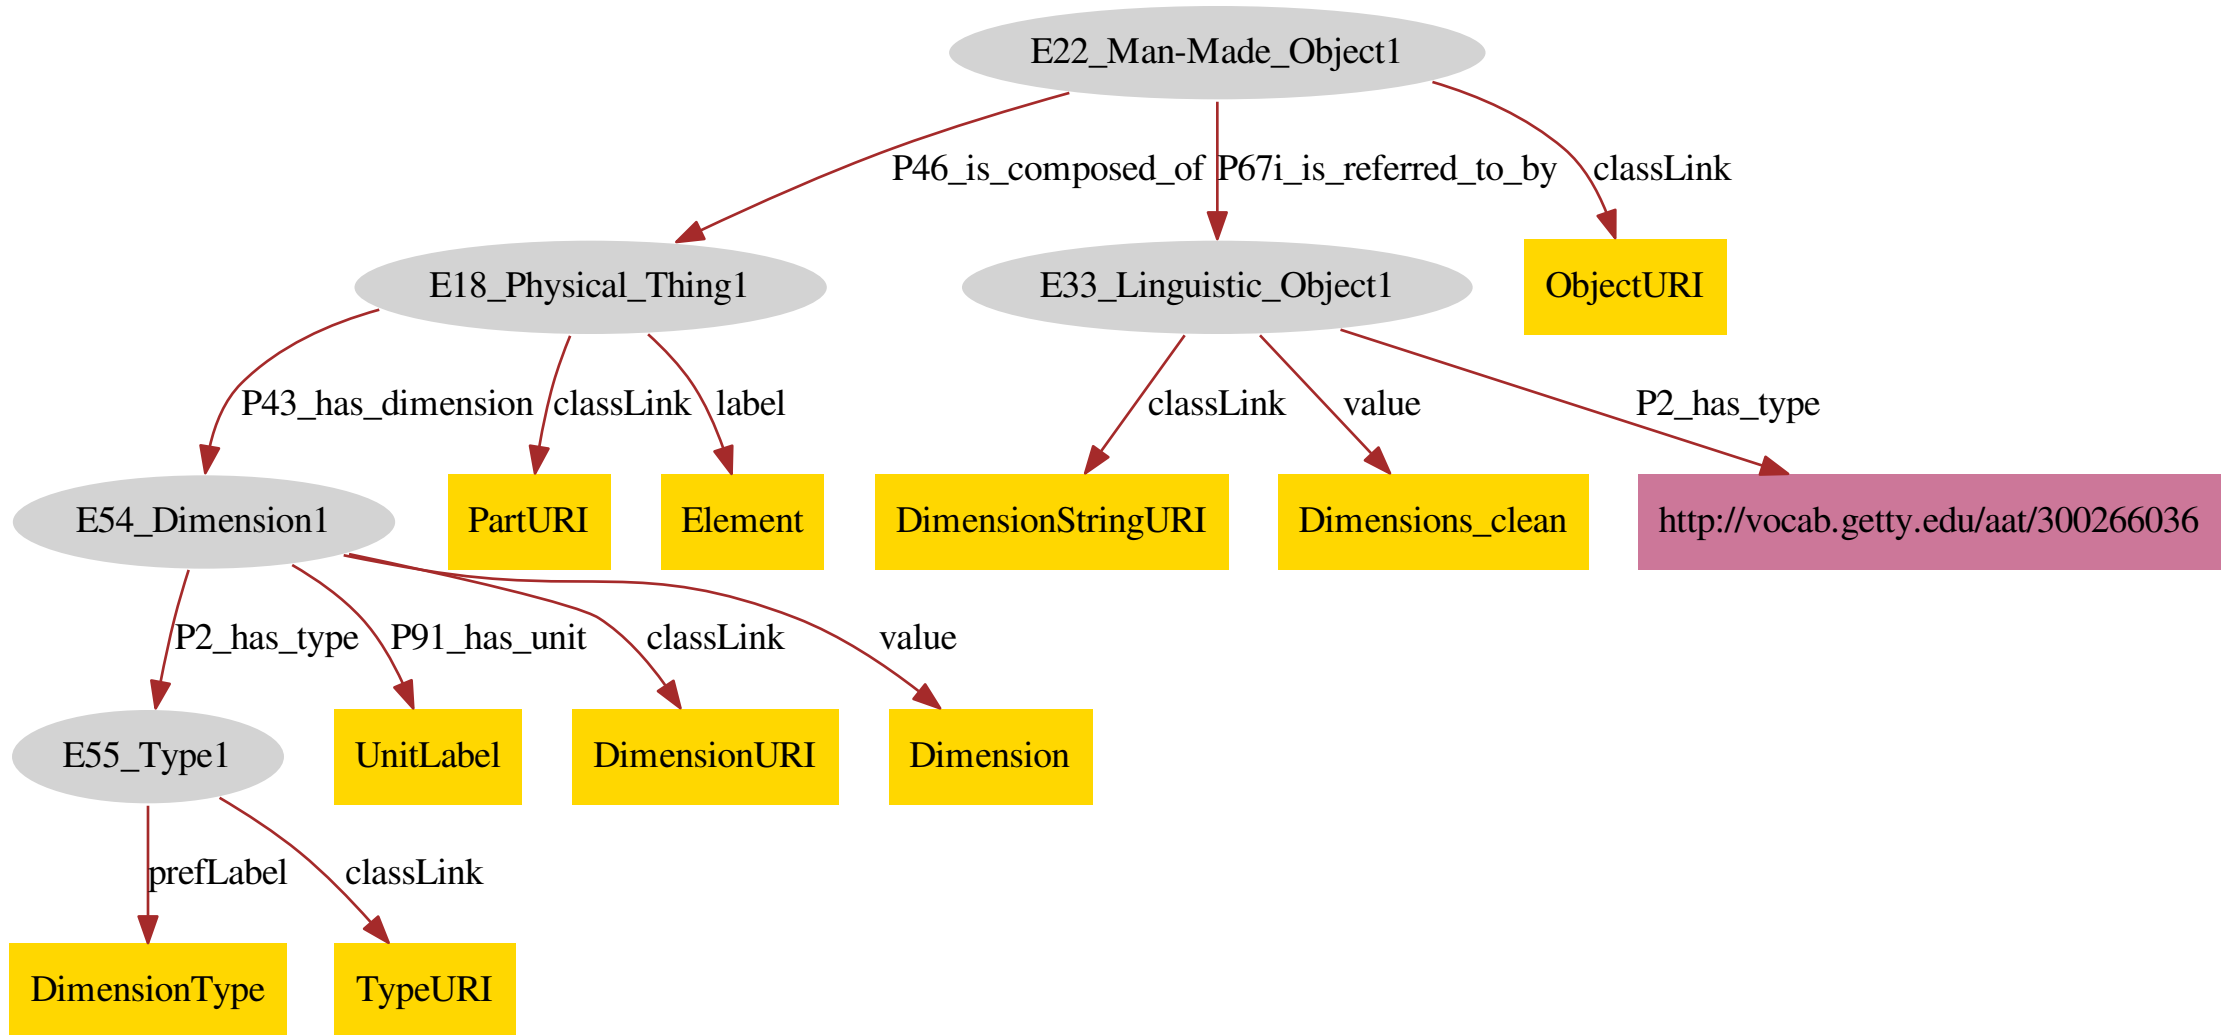 E22_Man-Made_Object1
P46_is_composed_of
P67i_is_referred_to_by
classLink
E18_Physical_Thing1
E33_Linguistic_Object1
ObjectURI
P43_has_dimension
classLink
label
classLink
value
P2_has_type
E54_Dimension1
PartURI
Element
DimensionStringURI
Dimensions_clean
http://vocab.getty.edu/aat/300266036
P2_has_type
P91_has_unit
classLink
value
E55_Type1
UnitLabel
DimensionURI
Dimension
prefLabel
classLink
DimensionType
TypeURI